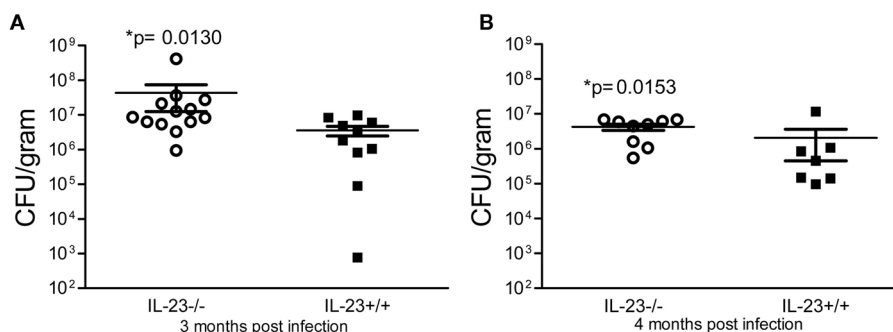 A
*p= 0.0130
CFU/gram
10⁹
10⁸
10⁷
10⁶
10⁵
10⁴
10³
10²
IL-23-/-
IL-23+/+
3 months post infection
B
*p=0.0153
CFU/gram
10⁹
10⁸
10⁷
10⁶
10⁵
10⁴
10³
10²
IL-23-/-
IL-23+/+
4 months post infection